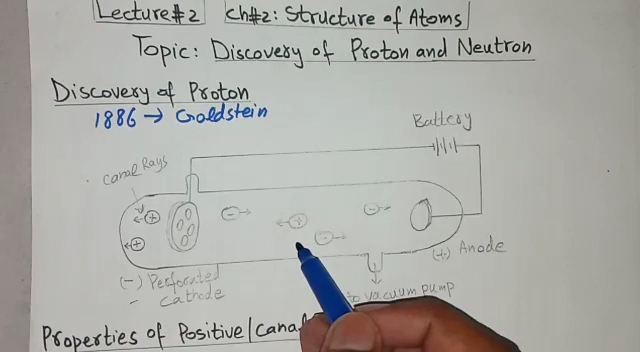 Lecture#2 Ch#2: Structure of Atoms
Topic: Discovery of Proton and Neutron
Discovery of Proton
1886 → Goldstein
Battery
Canal Rays
+
-
+
-
-
+
(+) Anode
(-) Perforated
cathode
vacuum pump
Properties of Positive/Canal